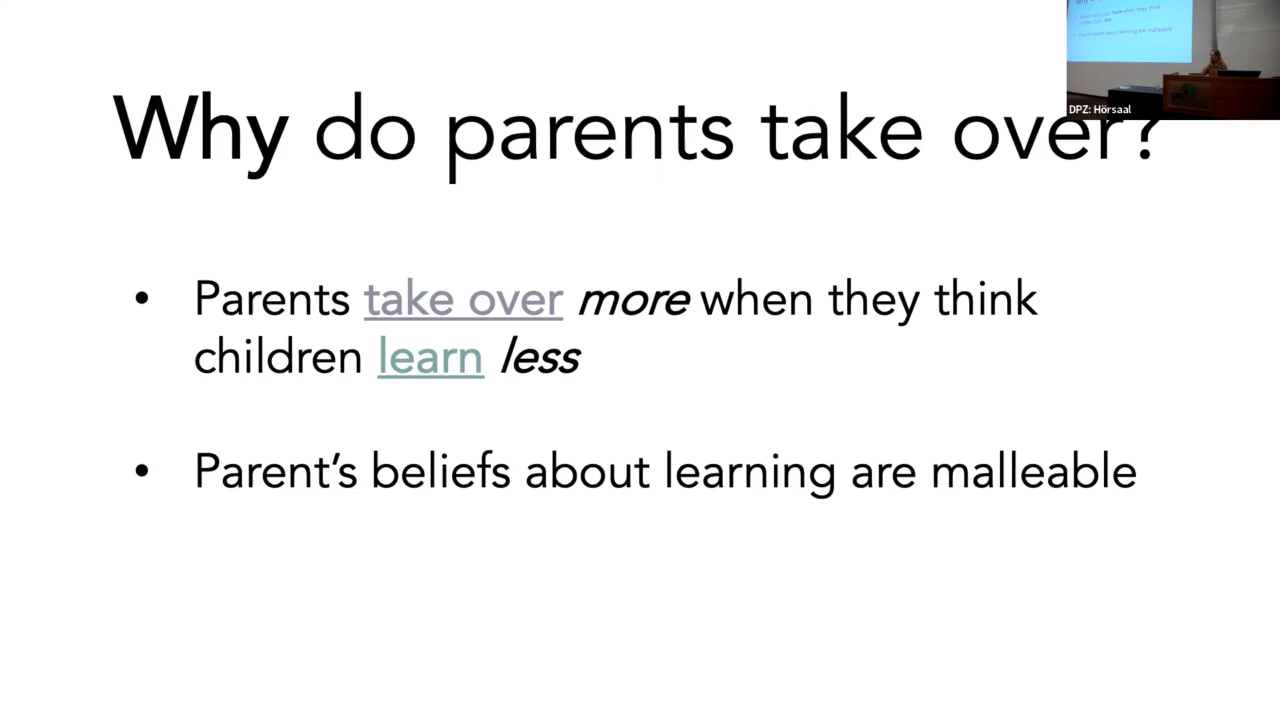 Why do parents take over?
DPZ: Hörsaal
• Parents take over more when they think
children learn less
• Parent’s beliefs about learning are malleable